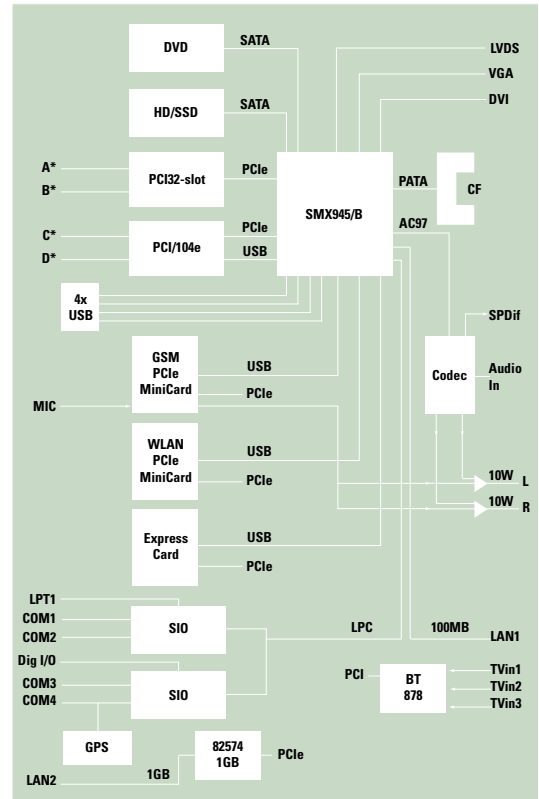 DVD
SATA
LVDS
VGA
DVI
HD/SSD
SATA
A*
B*
PCI32-slot
PCIe
SMX945/B
PATA
CF
AC97
C*
D*
PCI/104e
PCIe
USB
4x
USB
SPDif
GSM
PCIe
MiniCard
USB
PCIe
MIC
Codec
Audio
In
WLAN
PCIe
MiniCard
USB
PCIe
10W
L
10W
R
Express
Card
USB
PCIe
LPT1
COM1
COM2
SIO
LPC
100MB
LAN1
Dig I/O
COM3
COM4
SIO
PCI
BT
878
TVin1
TVin2
TVin3
GPS
82574
1GB
PCIe
LAN2
1GB